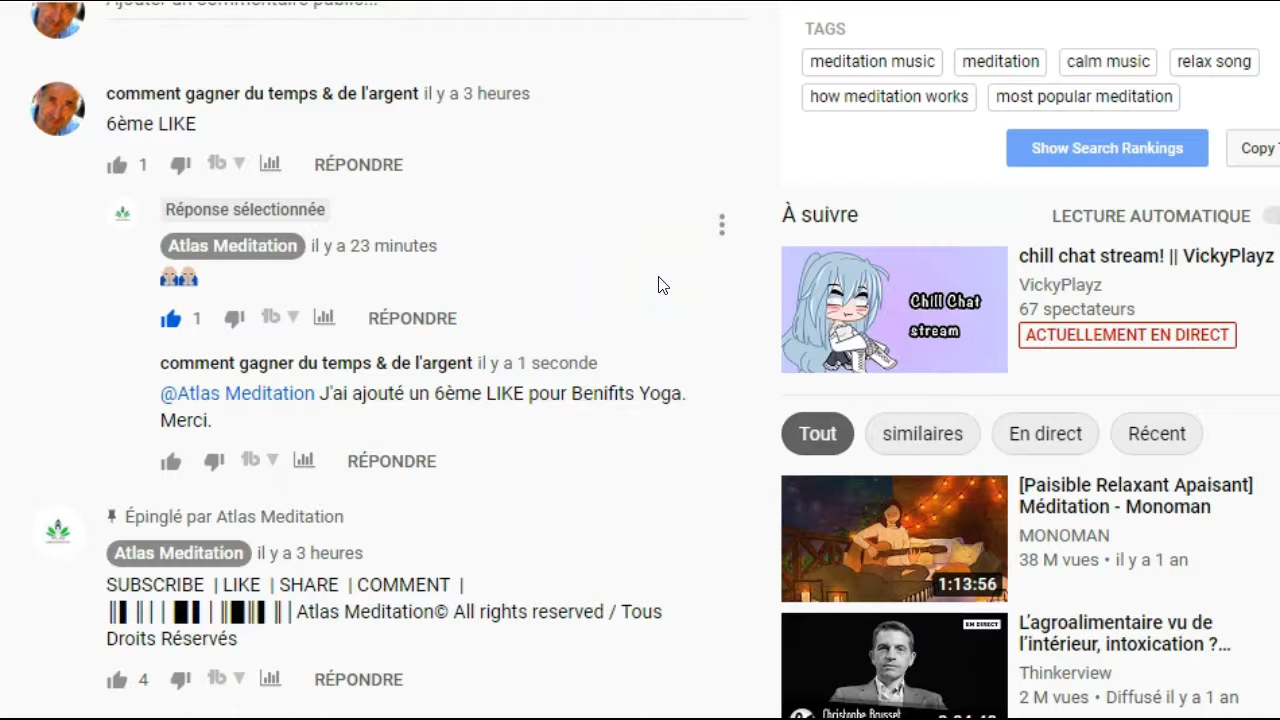 Ajouter un commentaire public...
comment gagner du temps & de l'argent il y a 3 heures
6ème LIKE
1 RÉPONDRE
Réponse sélectionnée
Atlas Meditation il y a 23 minutes
1 RÉPONDRE
comment gagner du temps & de l'argent il y a 1 seconde
@Atlas Meditation J'ai ajouté un 6ème LIKE pour Benifits Yoga.
Merci.
RÉPONDRE
Épinglé par Atlas Meditation
Atlas Meditation il y a 3 heures
SUBSCRIBE | LIKE | SHARE | COMMENT |
Atlas Meditation© All rights reserved / Tous
Droits Réservés
4 RÉPONDRE
TAGS
meditation music meditation calm music relax song
how meditation works most popular meditation
Show Search Rankings Copy
À suivre LECTURE AUTOMATIQUE
Chill Chat
stream
chill chat stream! || VickyPlayz
VickyPlayz
67 spectateurs
ACTUELLEMENT EN DIRECT
Tout similaires En direct Récent
1:13:56
[Paisible Relaxant Apaisant]
Méditation - Monoman
MONOMAN
38 M vues • il y a 1 an
EN DIRECT
L'agroalimentaire vu de
l'intérieur, intoxication ?...
Thinkerview
2 M vues • Diffusé il y a 1 an